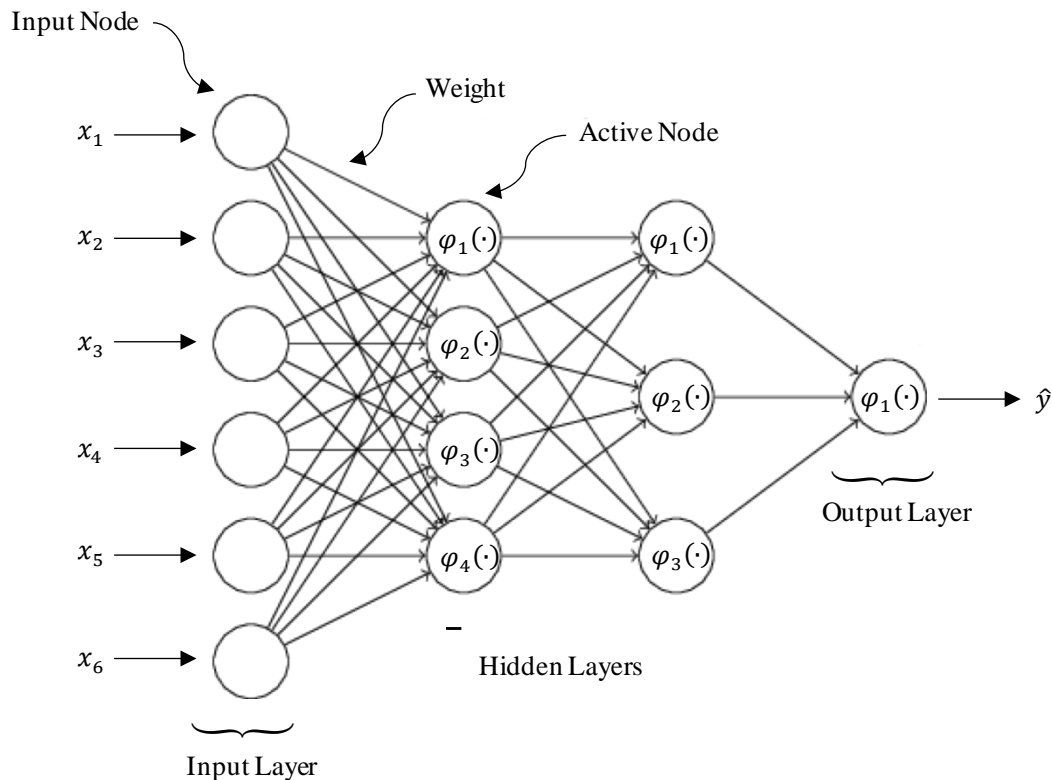 Input Node
Weight
Active Node
x₁
x₂
x₃
x₄
x₅
x₆
φ₁(·)
φ₂(·)
φ₃(·)
φ₄(·)
φ₁(·)
φ₂(·)
φ₃(·)
φ₁(·)
ŷ
Output Layer
Hidden Layers
Input Layer